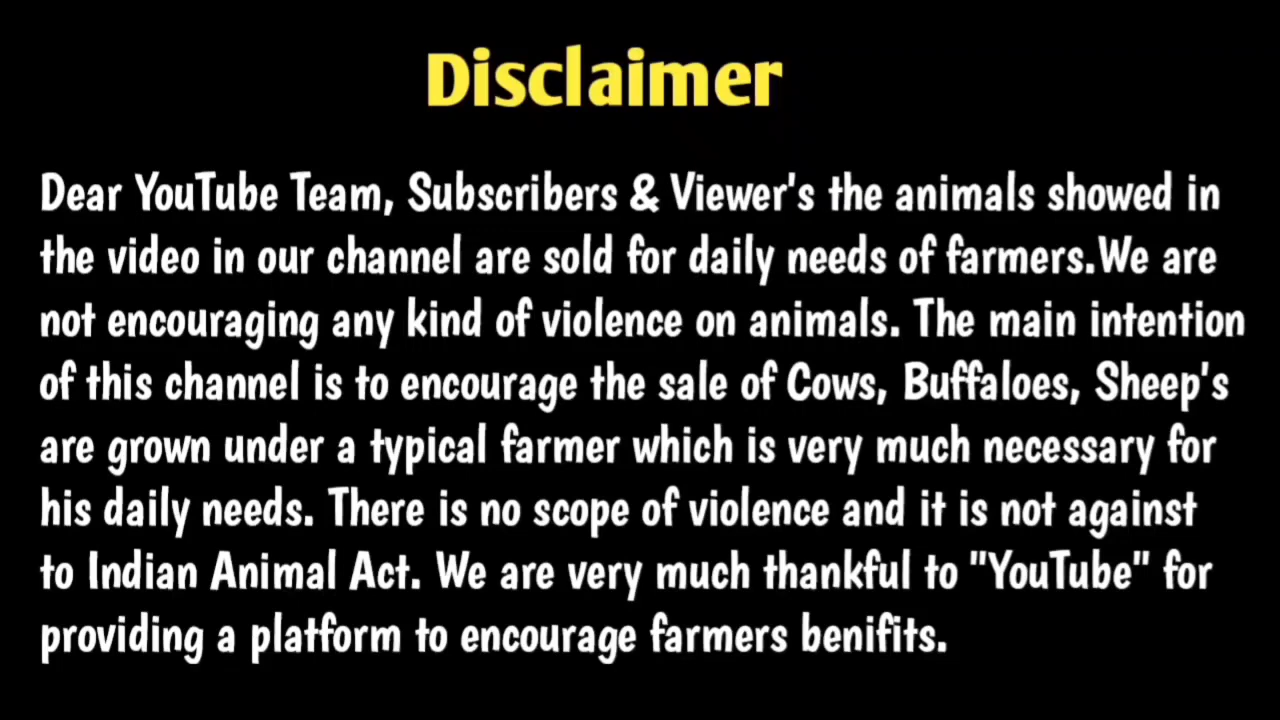 Disclaimer
Dear YouTube Team, Subscribers & Viewer's the animals showed in
the video in our channel are sold for daily needs of farmers.We are
not encouraging any kind of violence on animals. The main intention
of this channel is to encourage the sale of Cows, Buffaloes, Sheep's
are grown under a typical farmer which is very much necessary for
his daily needs. There is no scope of violence and it is not against
to Indian Animal Act. We are very much thankful to "YouTube" for
providing a platform to encourage farmers benifits.